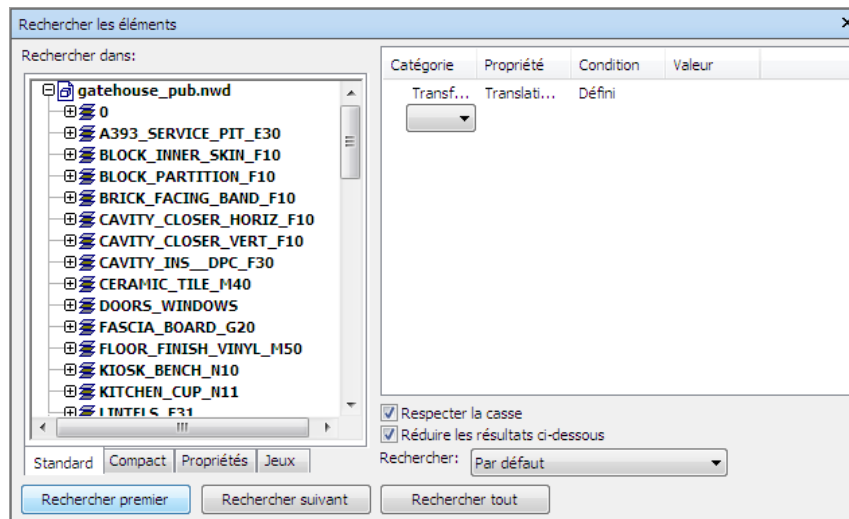 Rechercher les éléments
Rechercher dans:
gatehouse_pub.nwd
0
A393_SERVICE_PIT_E30
BLOCK_INNER_SKIN_F10
BLOCK_PARTITION_F10
BRICK_FACING_BAND_F10
CAVITY_CLOSER_HORIZ_F10
CAVITY_CLOSER_VERT_F10
CAVITY_INS__DPC_F30
CERAMIC_TILE_M40
DOORS_WINDOWS
FASCIA_BOARD_G20
FLOOR_FINISH_VINYL_M50
KIOSK_BENCH_N10
KITCHEN_CUP_N11
LINTELS_F31
Standard Compact Propriétés Jeux
Catégorie Propriété Condition Valeur
Transf... Translati... Défini
Respecter la casse
Réduire les résultats ci-dessous
Rechercher: Par défaut
Rechercher premier Rechercher suivant Rechercher tout